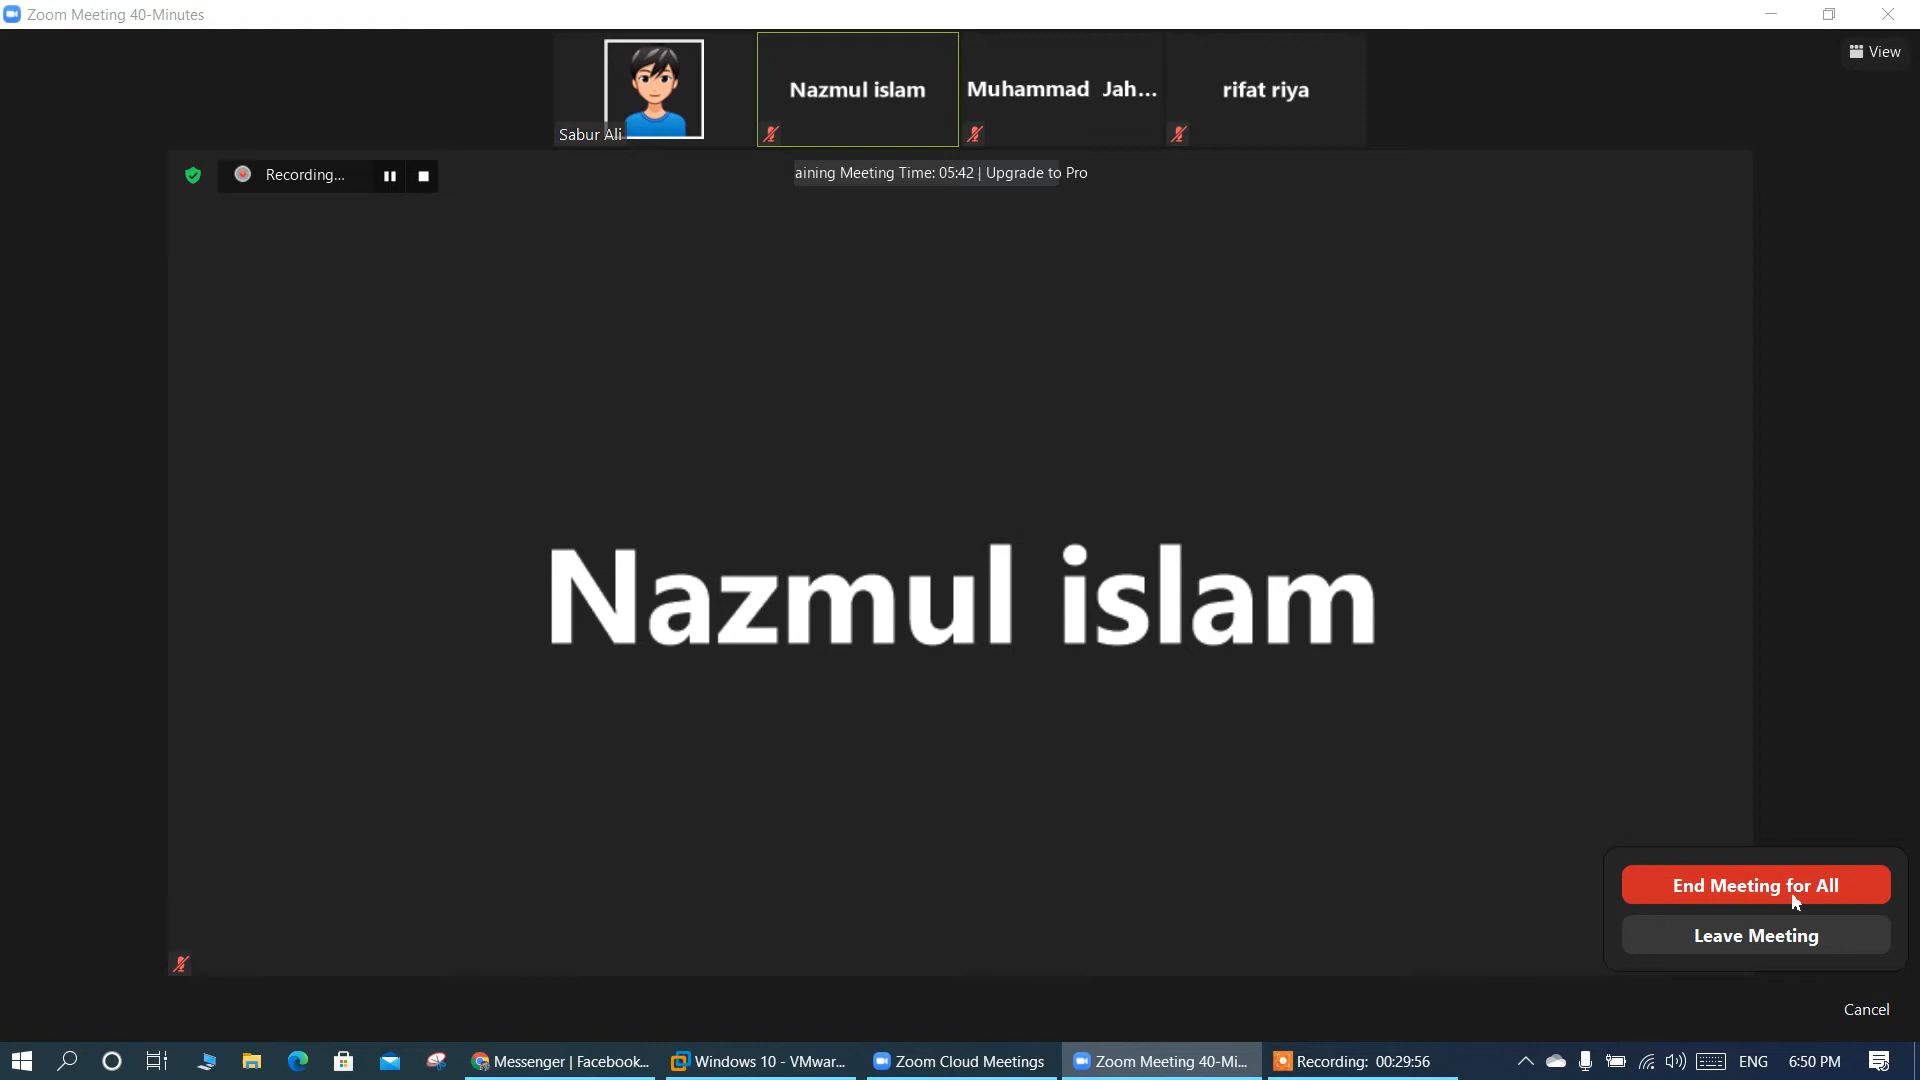 Zoom Meeting 40-Minutes
View
Sabur Ali
Nazmul islam
Muhammad Jah...
rifat riya
Recording...
aining Meeting Time: 05:42 | Upgrade to Pro
Nazmul islam
End Meeting for All
Leave Meeting
Cancel
Messenger | Facebook...
Windows 10 - VMwar...
Zoom Cloud Meetings
Zoom Meeting 40-Mi...
Recording: 00:29:56
ENG
6:50 PM